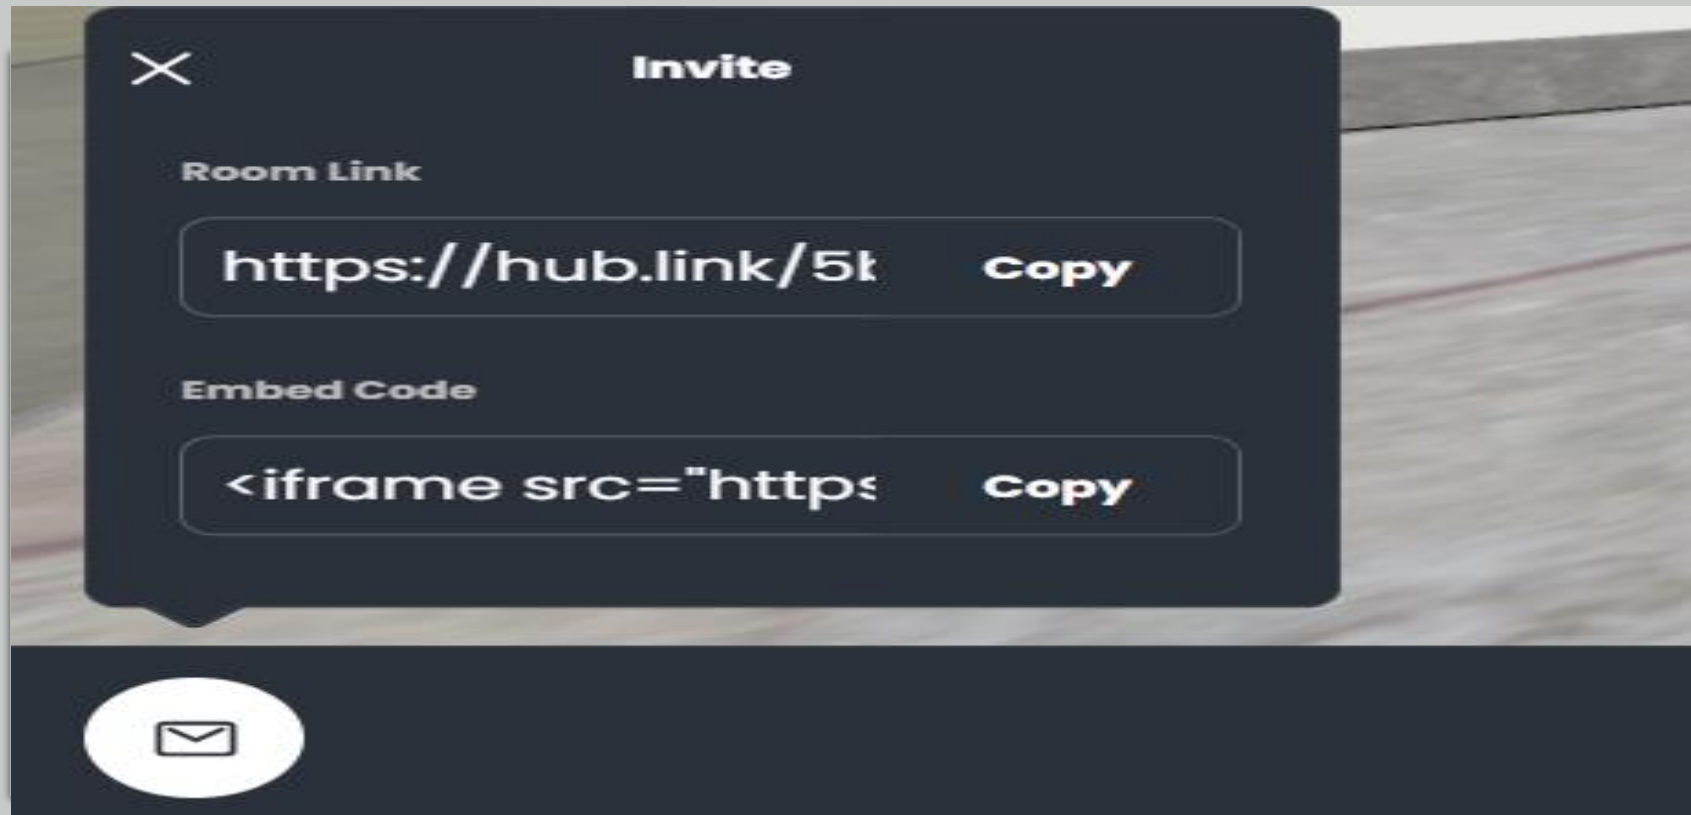 Invite
Room Link
https://hub.link/5
Copy
Embed Code
<iframe src="http
Copy